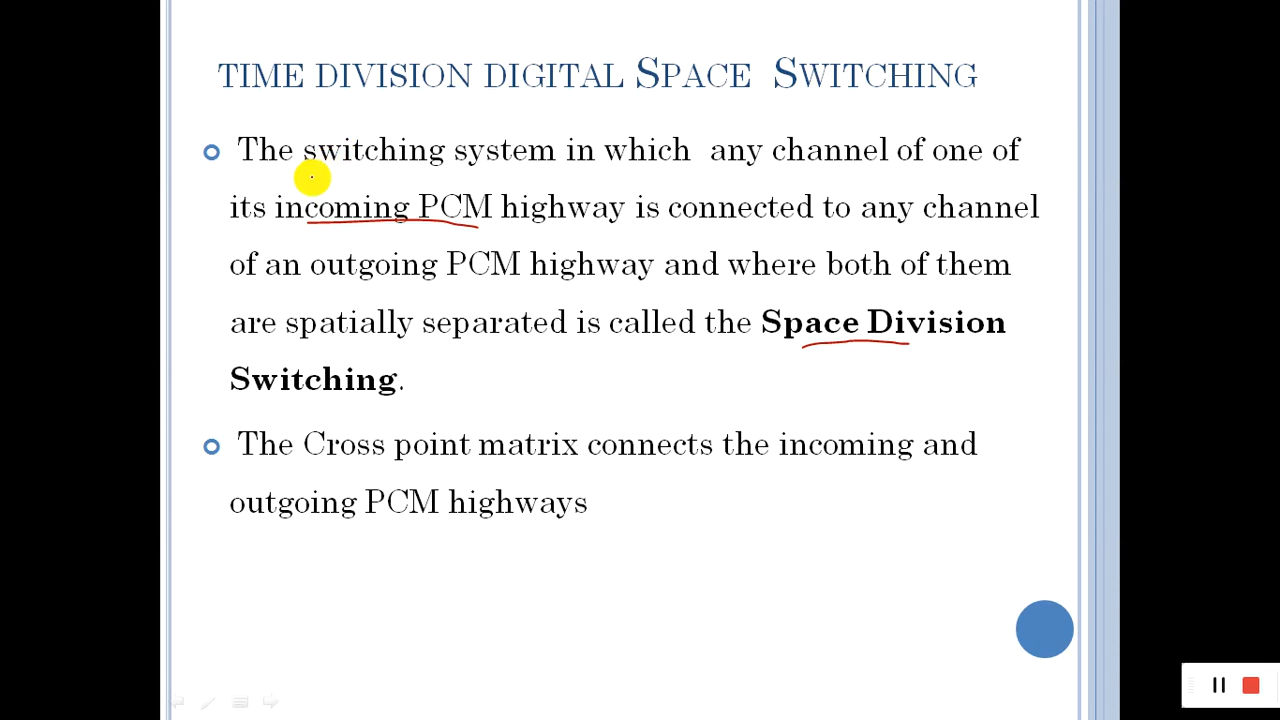 TIME DIVISION DIGITAL SPACE SWITCHING
The switching system in which any channel of one of
its incoming PCM highway is connected to any channel
of an outgoing PCM highway and where both of them
are spatially separated is called the Space Division
Switching.
The Cross point matrix connects the incoming and
outgoing PCM highways